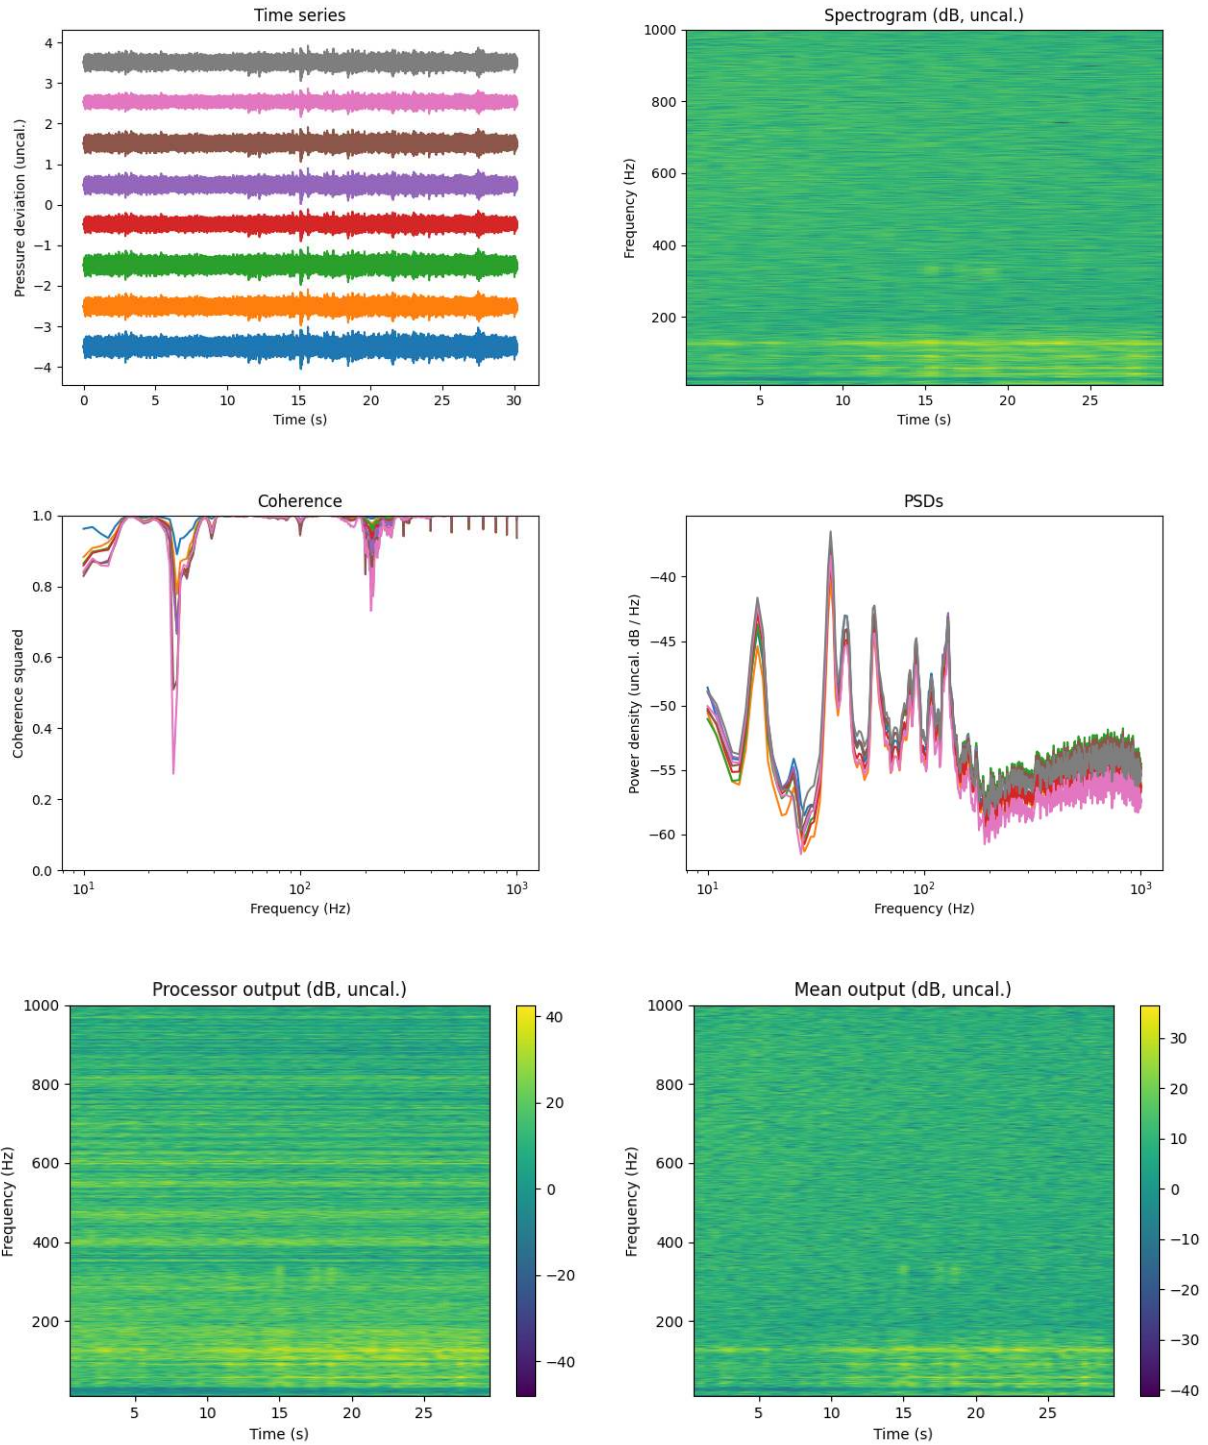 Time series
4
3
2
1
0
−1
−2
−3
−4
Pressure deviation (uncal.)
0 5 10 15 20 25 30
Time (s)
Spectrogram (dB, uncal.)
1000
800
600
400
200
Frequency (Hz)
5 10 15 20 25
Time (s)
Coherence
1.0
0.8
0.6
0.4
0.2
0.0
Coherence squared
10¹ 10² 10³
Frequency (Hz)
PSDs
−40
−45
−50
−55
−60
Power density (uncal. dB / Hz)
10¹ 10² 10³
Frequency (Hz)
Processor output (dB, uncal.)
1000
800
600
400
200
Frequency (Hz)
5 10 15 20 25
Time (s)
40
20
0
−20
−40
Mean output (dB, uncal.)
1000
800
600
400
200
Frequency (Hz)
5 10 15 20 25
Time (s)
30
20
10
0
−10
−20
−30
−40